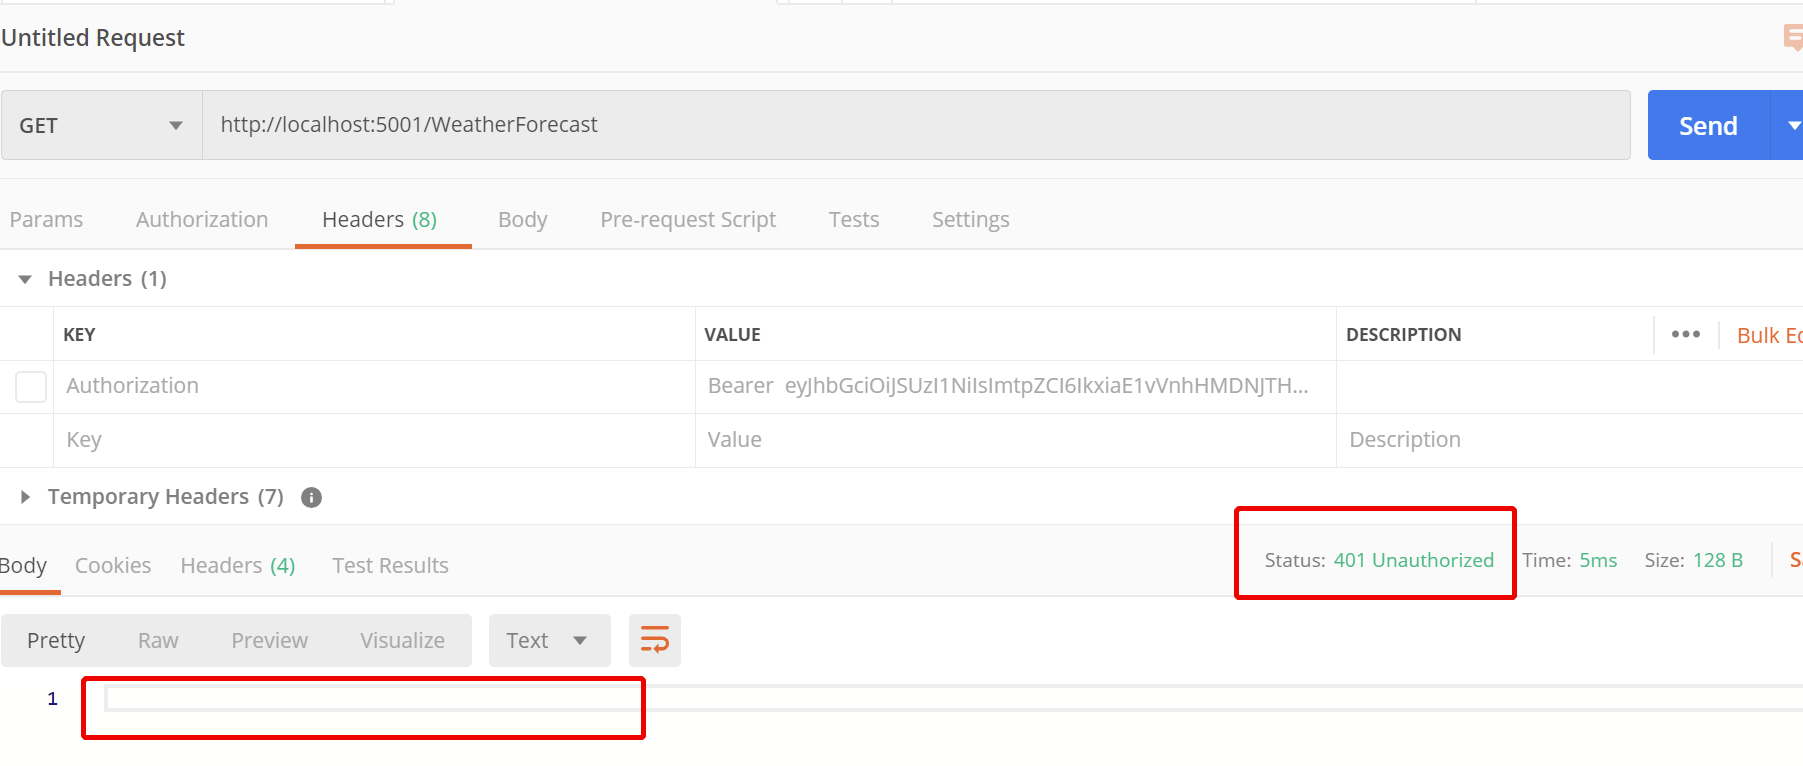 Untitled Request
GET http://localhost:5001/WeatherForecast Send
Params Authorization Headers (8) Body Pre-request Script Tests Settings
Headers (1)
KEY VALUE DESCRIPTION Bulk
Authorization Bearer eyJhbGciOiJSUzI1NiIsImtpZCI6IkxiaE1vVnhHMDNJTH...
Key Value Description
Temporary Headers (7)
Body Cookies Headers (4) Test Results Status: 401 Unauthorized Time: 5ms Size: 128 B
Pretty Raw Preview Visualize Text
1